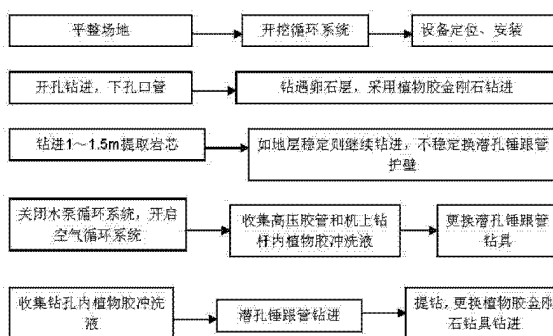 平整场地
开挖循环系统
设备定位、安装
开孔钻进，下孔口管
钻遇卵石层，采用植物胶金刚石钻进
钻进1～1.5m提取岩芯
如地层稳定则继续钻进，不稳定换潜孔锤跟管
护壁
关闭水泵循环系统，开启
空气循环系统
收集高压胶管和机上钻
杆内植物胶冲洗液
更换潜孔锤跟管
钻具
收集钻孔内植物胶冲洗
液
潜孔锤跟管钻进
提钻，更换植物胶金刚
石钻具钻进